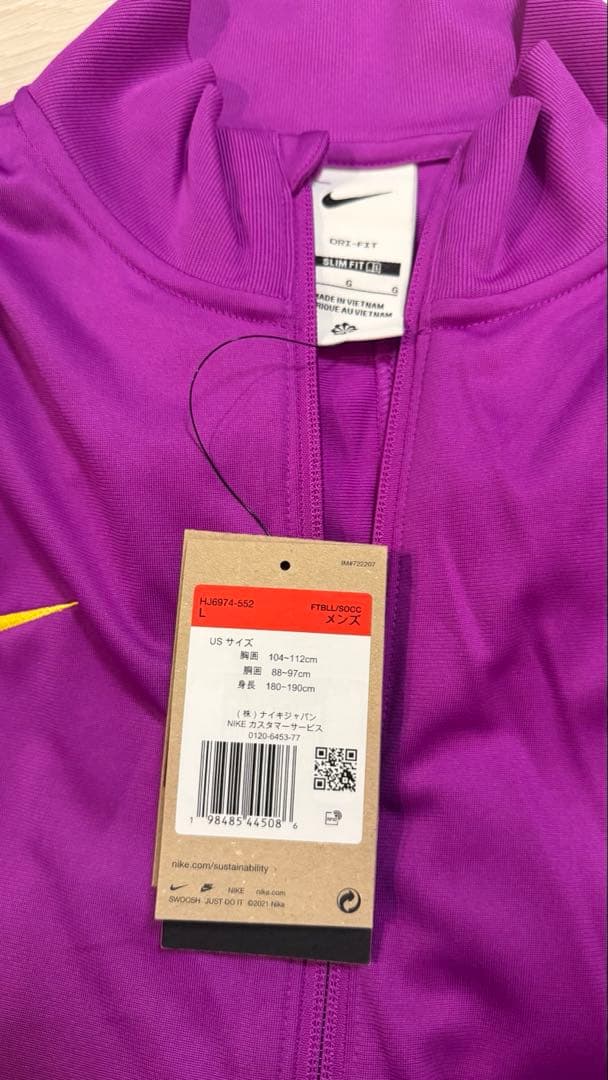 DRI-FIT
SLIM FIT
G G
MADE IN VIETNAM
RIQUE AU VIETNAM
IM#722207
HJ6974-552 FTBLL/SOCC
L メンズ
US サイズ
胸囲 104~112cm
胴囲 88~97cm
身長 180~190cm
(株)ナイキジャパン
NIKE カスタマーサービス
0120-6453-77
1 98485 44508 6
RFID
nike.com/sustainability
NIKE nike.com
SWOOSH JUST DO IT ©2021 Nike